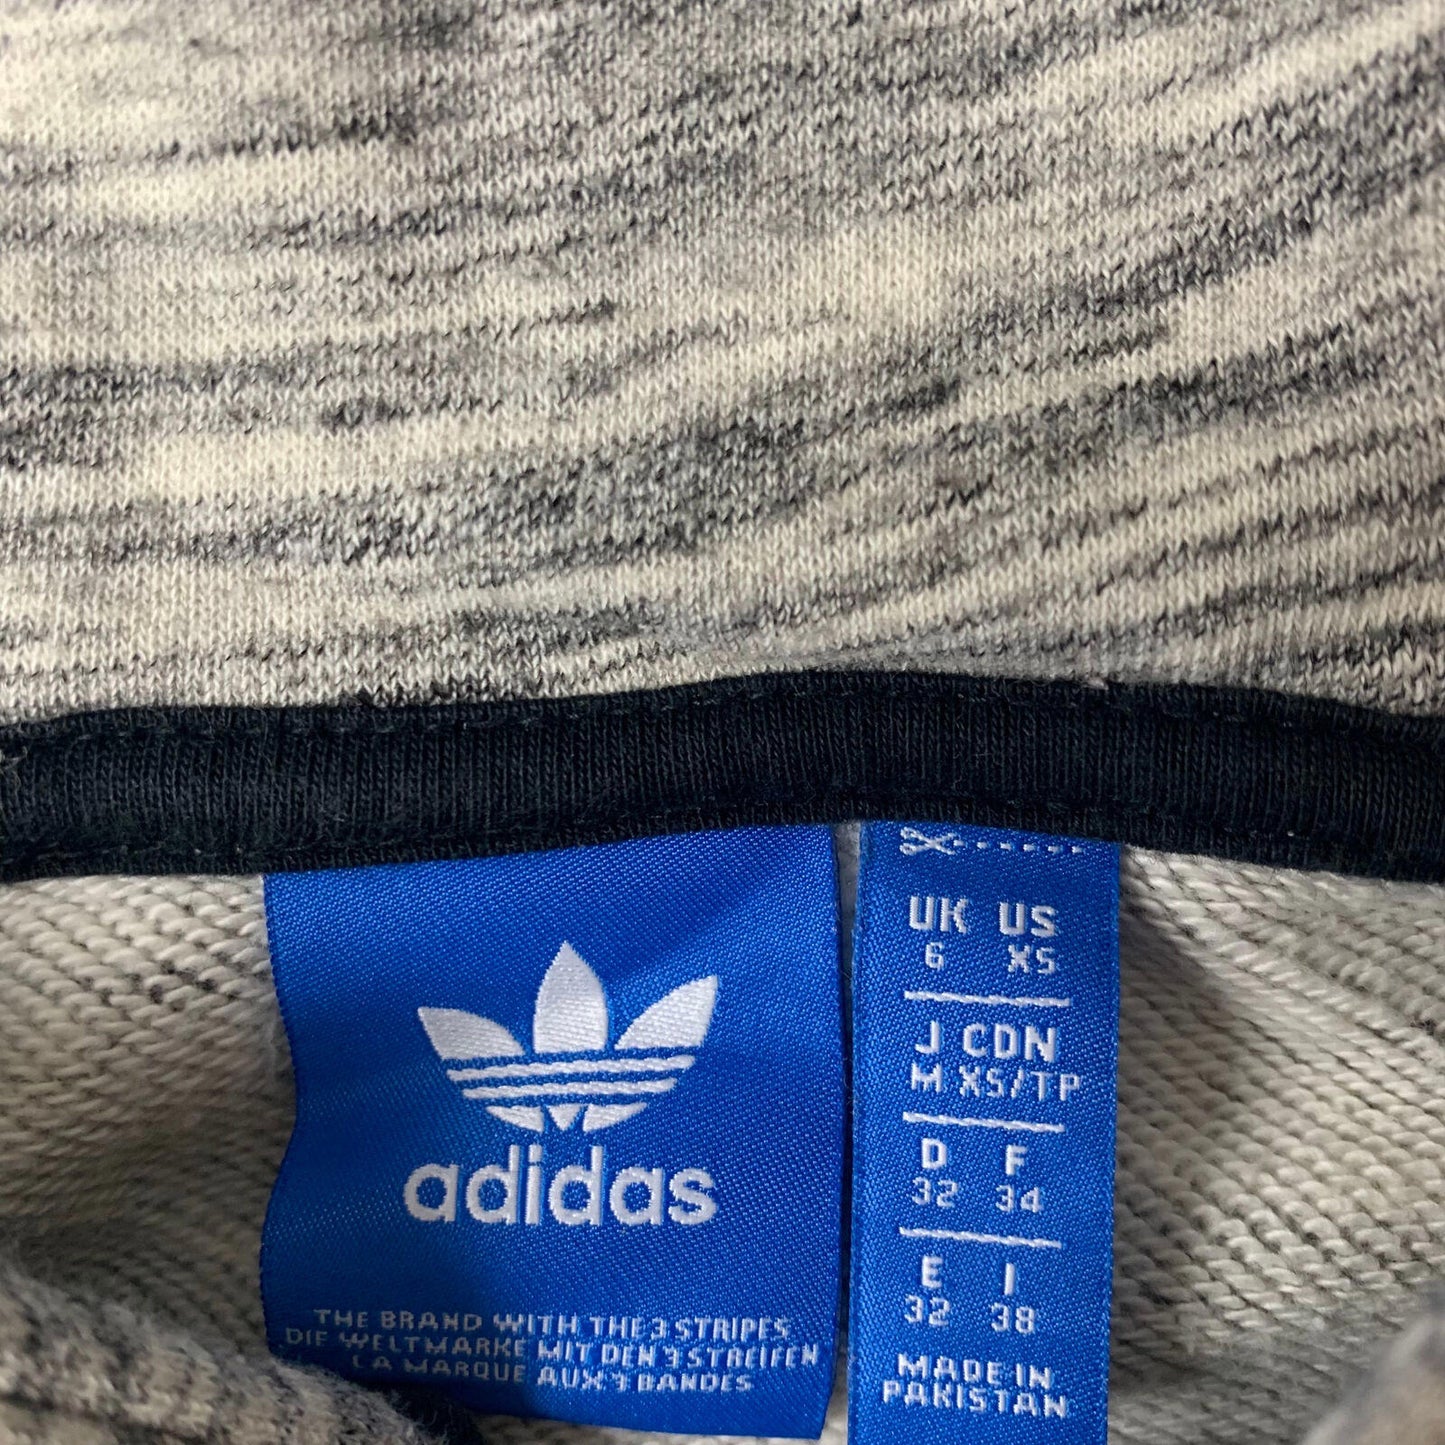 adidas
THE BRAND WITH THE 3 STRIPES
DIE WELTMARKE MIT DEN 3 STREIFEN
LA MARQUE AUX 3 BANDES
UK US
6 XS
J CDN
M XS/TP
D F
32 34
E I
32 38
MADE IN
PAKISTAN